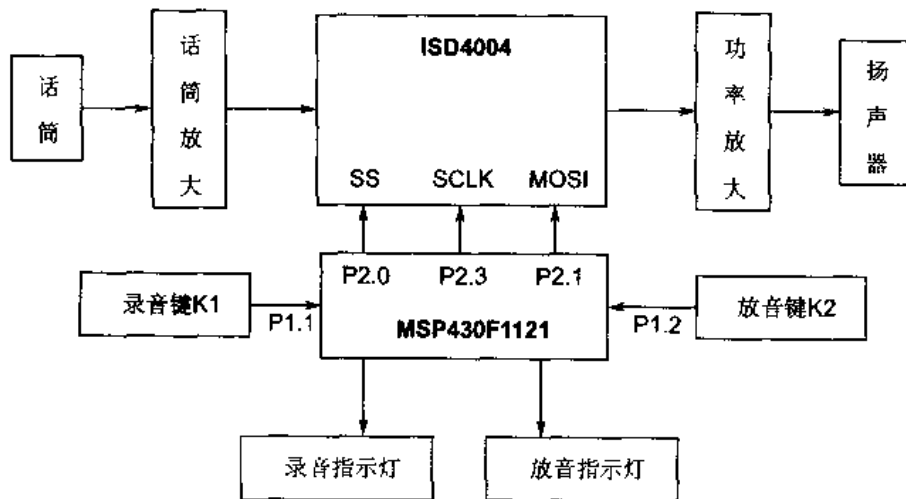 话筒
话筒放大
ISD4004
SS SCLK MOSI
功率放大
扬声器
P2.0 P2.3 P2.1
MSP430F1121
录音键K1
P1.1
P1.2
放音键K2
录音指示灯
放音指示灯